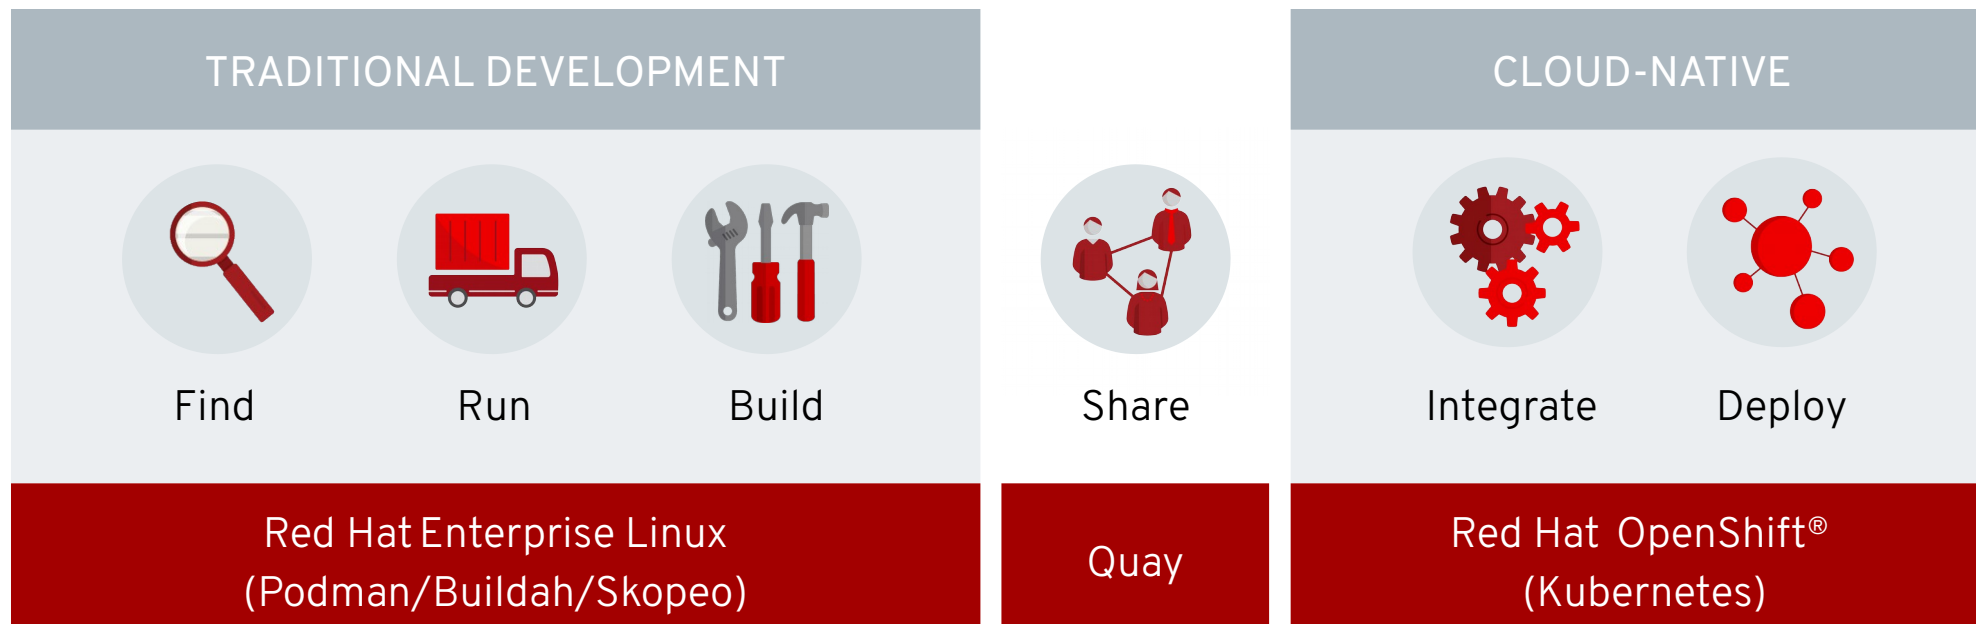 TRADITIONAL DEVELOPMENT
CLOUD-NATIVE
Find
Run
Build
Share
Integrate
Deploy
Red Hat Enterprise Linux
(Podman/Buildah/Skopeo)
Quay
Red Hat OpenShift®
(Kubernetes)